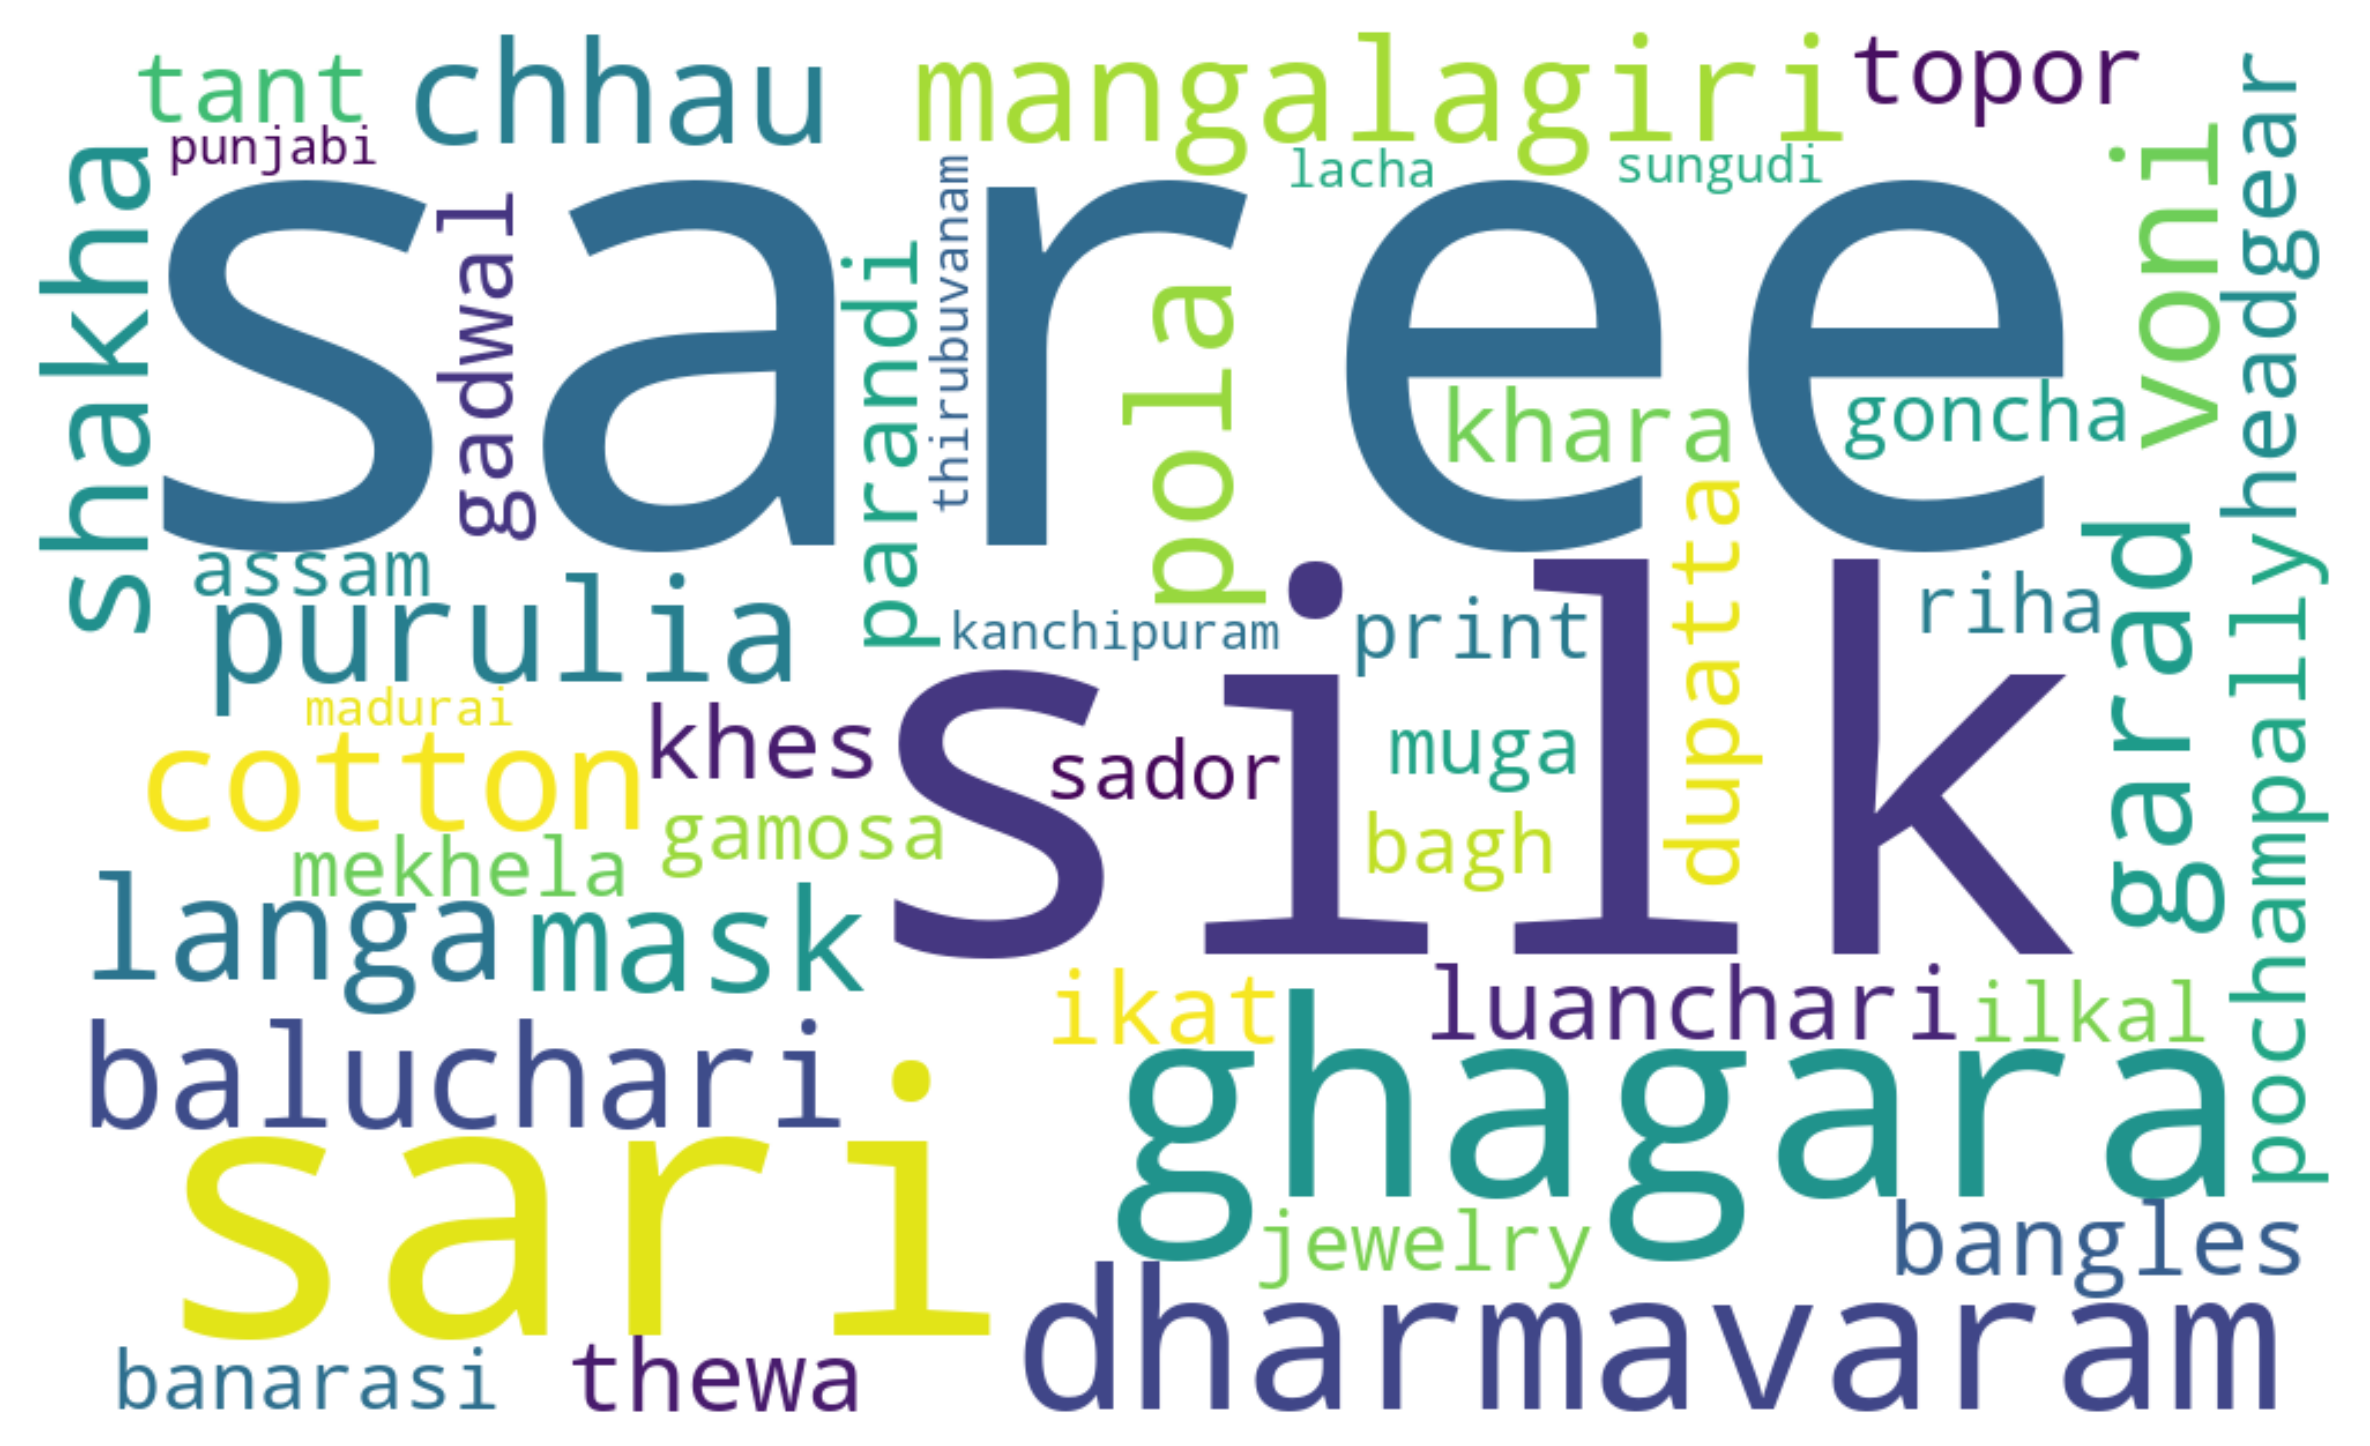 tant
chhau
mangalagiri
topor
punjabi
lacha
sungudi
shakha
saree
gadwal
parandi
thirubuvanam
pola
khara
goncha
voni
headgear
assam
purulia
kanchipuram
print
dupatta
riha
garad
pochampally
madurai
cotton
khes
silk
sador
muga
gamosa
bagh
mekhela
langa
mask
ikat
luanchari
ilkal
baluchari
ghagara
sari
jewelry
bangles
banarasi
thewa
dharmavaram